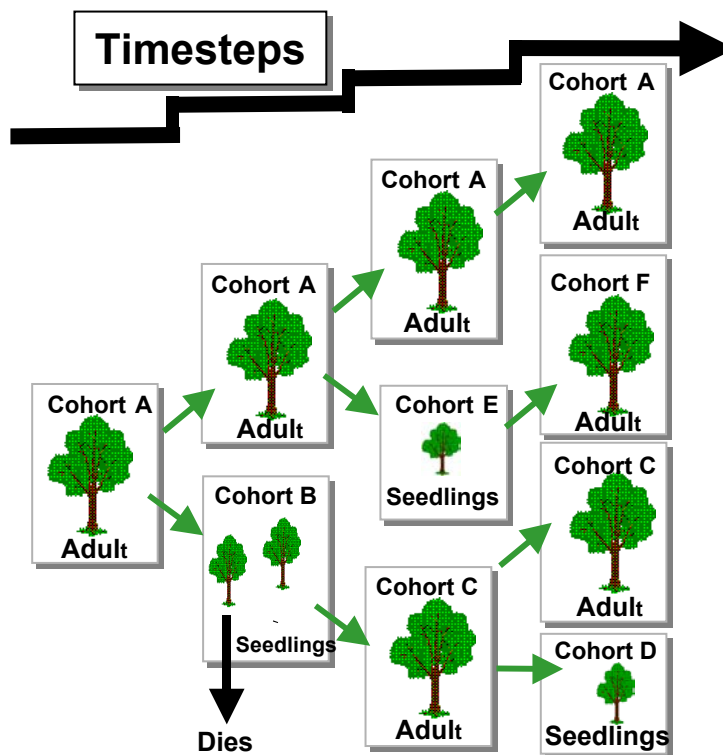 Timesteps
Cohort A
Adult
Cohort A
Adult
Cohort B
Seedlings
Dies
Cohort A
Adult
Cohort E
Seedlings
Cohort C
Adult
Cohort A
Adult
Cohort F
Adult
Cohort C
Adult
Cohort D
Seedlings